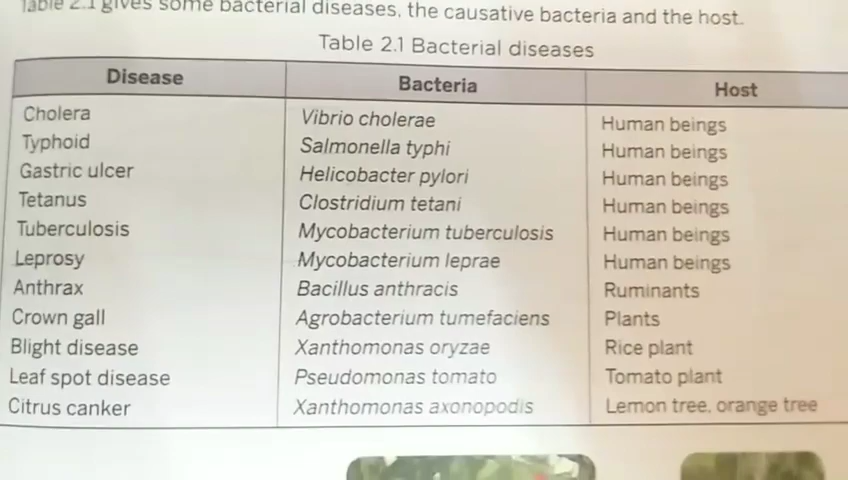 Table 2.1 gives some bacterial diseases, the causative bacteria and the host.
Table 2.1 Bacterial diseases
Disease Bacteria Host
Cholera Vibrio cholerae Human beings
Typhoid Salmonella typhi Human beings
Gastric ulcer Helicobacter pylori Human beings
Tetanus Clostridium tetani Human beings
Tuberculosis Mycobacterium tuberculosis Human beings
Leprosy Mycobacterium leprae Human beings
Anthrax Bacillus anthracis Ruminants
Crown gall Agrobacterium tumefaciens Plants
Blight disease Xanthomonas oryzae Rice plant
Leaf spot disease Pseudomonas tomato Tomato plant
Citrus canker Xanthomonas axonopodis Lemon tree, orange tree